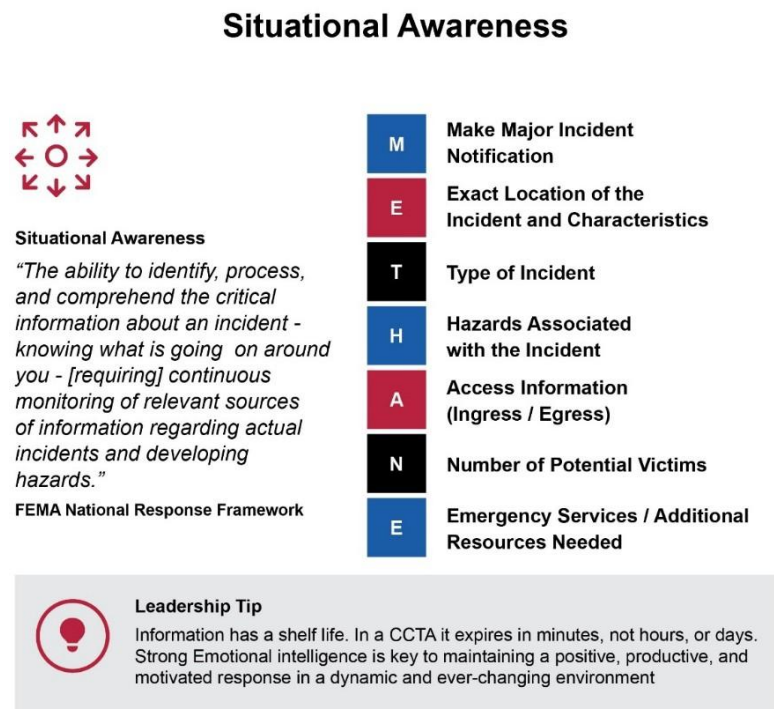 Situational Awareness
Situational Awareness
“The ability to identify, process,
and comprehend the critical
information about an incident -
knowing what is going on around
you - [requiring] continuous
monitoring of relevant sources
of information regarding actual
incidents and developing
hazards.”
FEMA National Response Framework
M
Make Major Incident
Notification
E
Exact Location of the
Incident and Characteristics
T
Type of Incident
H
Hazards Associated
with the Incident
A
Access Information
(Ingress / Egress)
N
Number of Potential Victims
E
Emergency Services / Additional
Resources Needed
Leadership Tip
Information has a shelf life. In a CCTA it expires in minutes, not hours, or days.
Strong Emotional intelligence is key to maintaining a positive, productive, and
motivated response in a dynamic and ever-changing environment